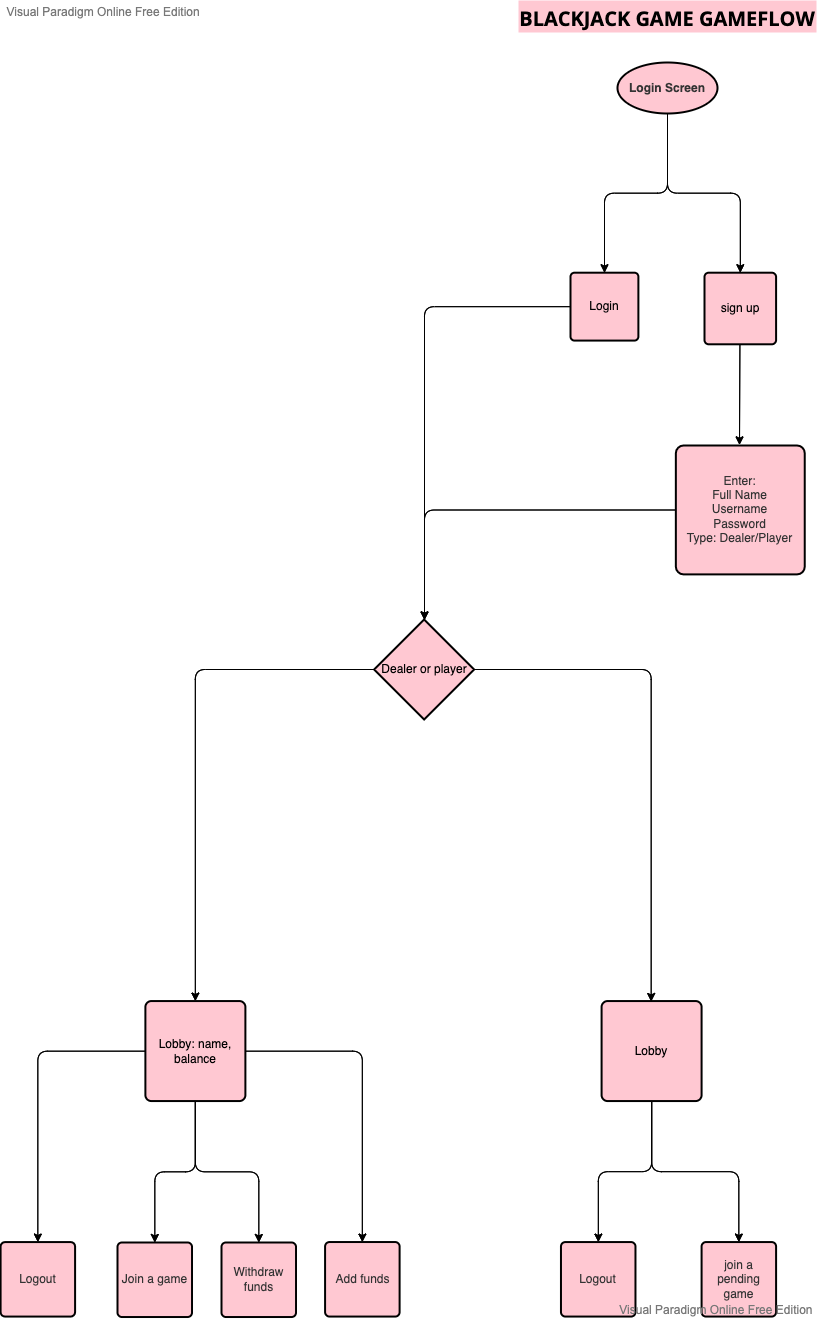 Visual Paradigm Online Free Edition
BLACKJACK GAME GAMEFLOW
Login Screen
Login
sign up
Enter:
Full Name
Username
Password
Type: Dealer/Player
Dealer or player
Lobby: name,
balance
Lobby
Logout
Join a game
Withdraw
funds
Add funds
Logout
join a
pending
game
Visual Paradigm Online Free Edition